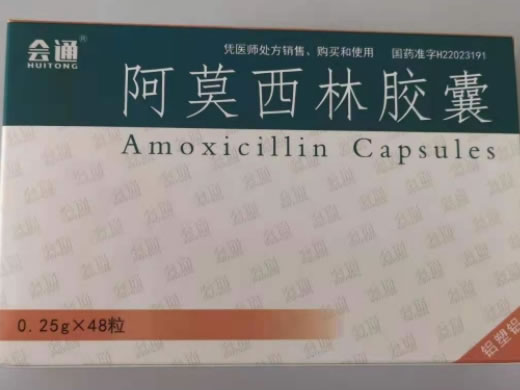 会通®
HUITONG
凭医师处方销售、购买和使用 国药准字H22023191
阿莫西林胶囊
Amoxicillin Capsules
0.25g×48粒
铝塑铝